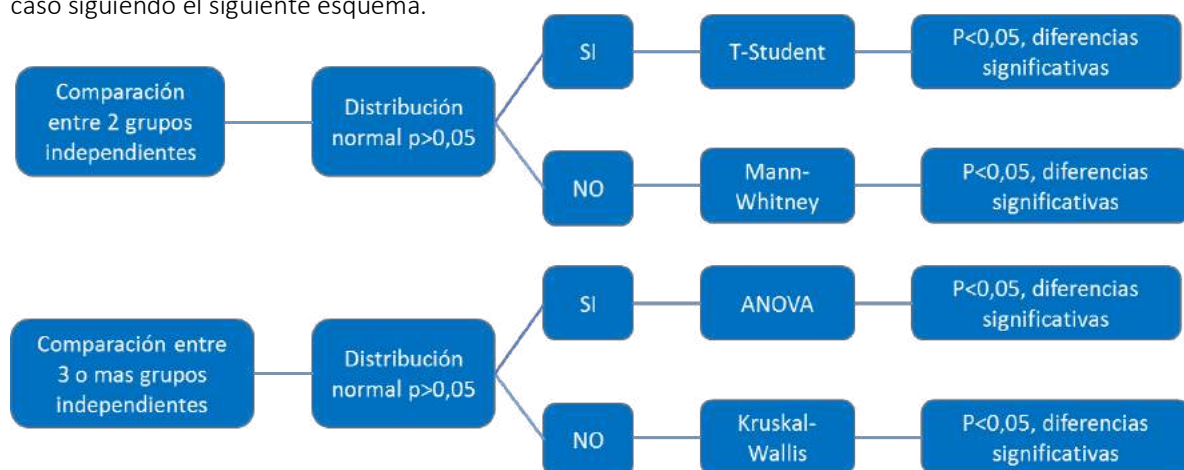 caso siguiendo el siguiente esquema.
Comparación
entre 2 grupos
independientes
Distribución
normal p>0,05
SI
T-Student
P<0,05, diferencias
significativas
NO
Mann-
Whitney
P<0,05, diferencias
significativas
Comparación entre
3 o mas grupos
independientes
Distribución
normal p>0,05
SI
ANOVA
P<0,05, diferencias
significativas
NO
Kruskal-
Wallis
P<0,05, diferencias
significativas